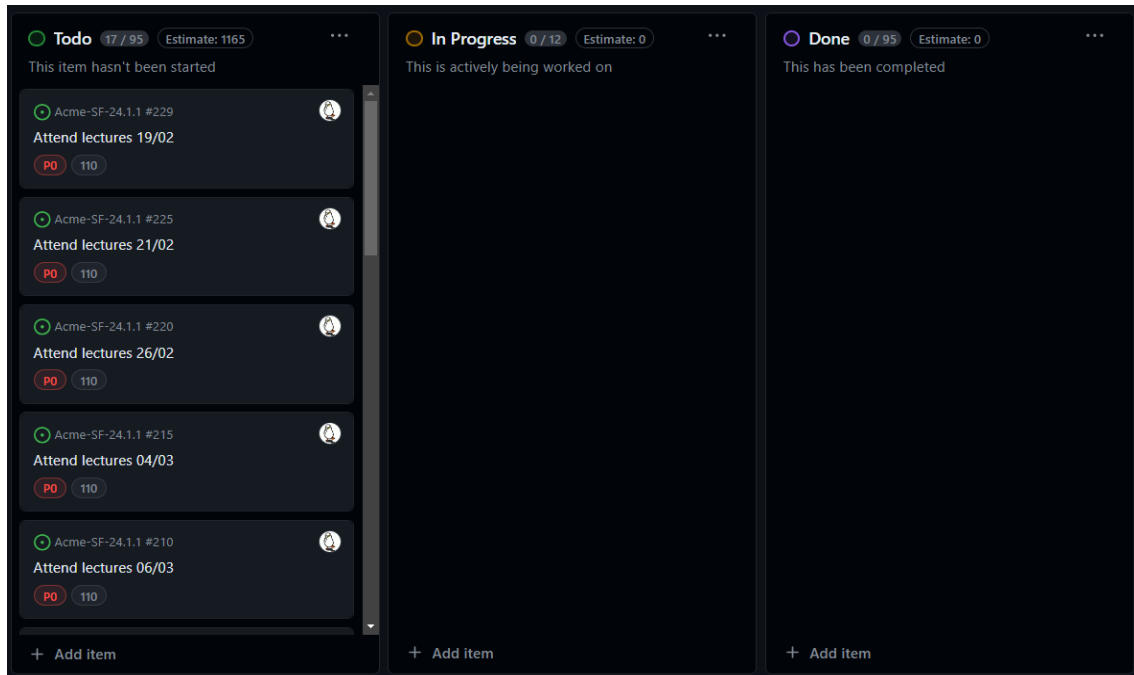 Todo 17 / 95 Estimate: 1165 ...
This item hasn't been started
Acme-SF-24.1.1 #229
Attend lectures 19/02
P0 110
Acme-SF-24.1.1 #225
Attend lectures 21/02
P0 110
Acme-SF-24.1.1 #220
Attend lectures 26/02
P0 110
Acme-SF-24.1.1 #215
Attend lectures 04/03
P0 110
Acme-SF-24.1.1 #210
Attend lectures 06/03
P0 110
+ Add item
In Progress 0 / 12 Estimate: 0 ...
This is actively being worked on
+ Add item
Done 0 / 95 Estimate: 0 ...
This has been completed
+ Add item